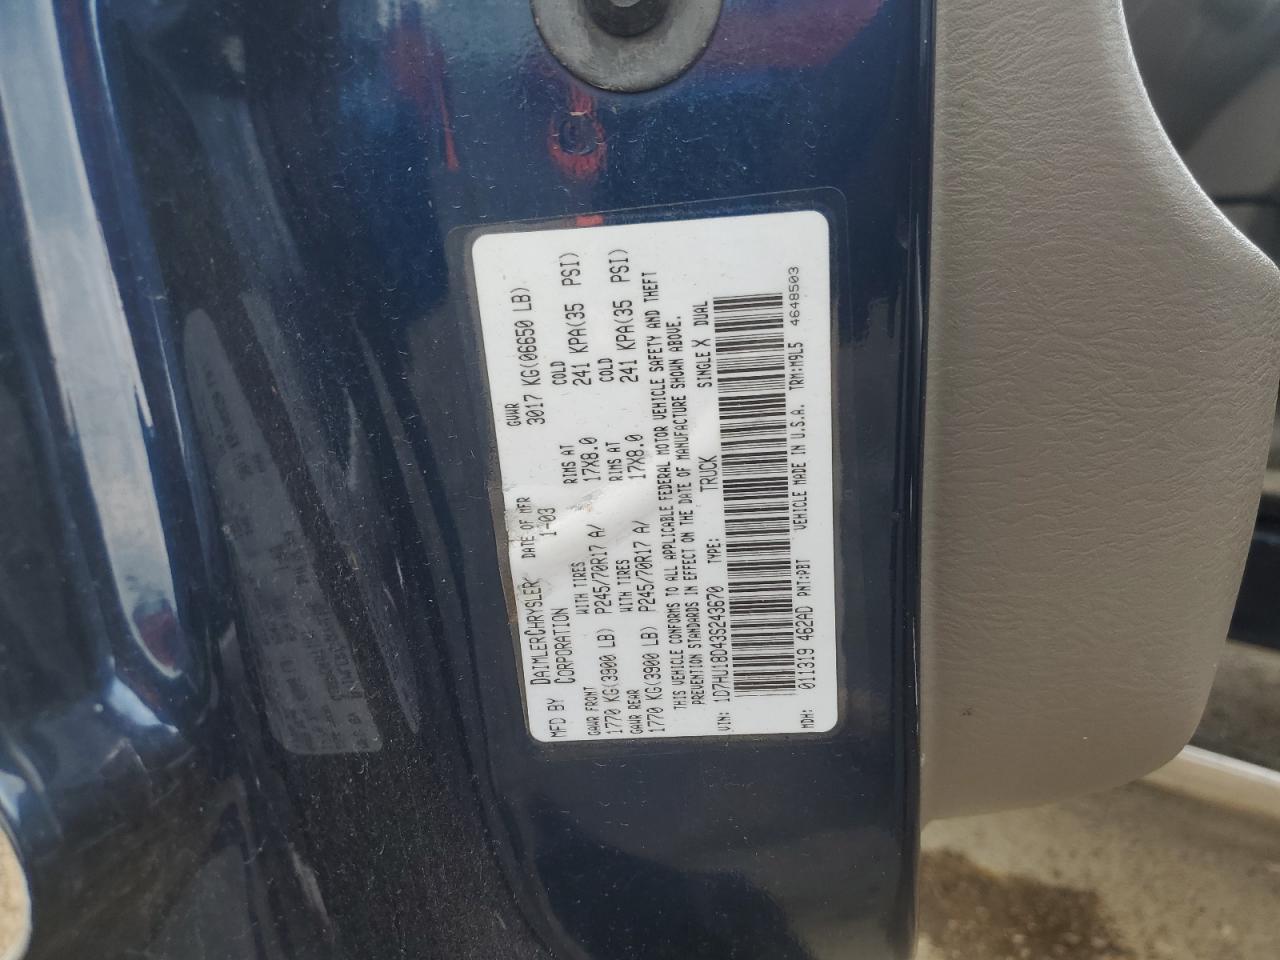 MFD BY DAIMLERCHRYSLER CORPORATION DATE OF MFR 1-03 GVWR 3017 KG(06650 LB)
GAWR FRONT WITH TIRES RIMS AT COLD
1770 KG(3900 LB) P245/70R17 A/ 17X8.0 241 KPA(35 PSI)
GAWR REAR WITH TIRES RIMS AT COLD
1770 KG(3900 LB) P245/70R17 A/ 17X8.0 241 KPA(35 PSI)
THIS VEHICLE CONFORMS TO ALL APPLICABLE FEDERAL MOTOR VEHICLE SAFETY AND THEFT
PREVENTION STANDARDS IN EFFECT ON THE DATE OF MANUFACTURE SHOWN ABOVE.
VIN: 1D7HU18D43S243670 TYPE: TRUCK SINGLE X DUAL
MDH: 011319 462AD PNT:PBT VEHICLE MADE IN U.S.A. TRM:M9L5 4648503